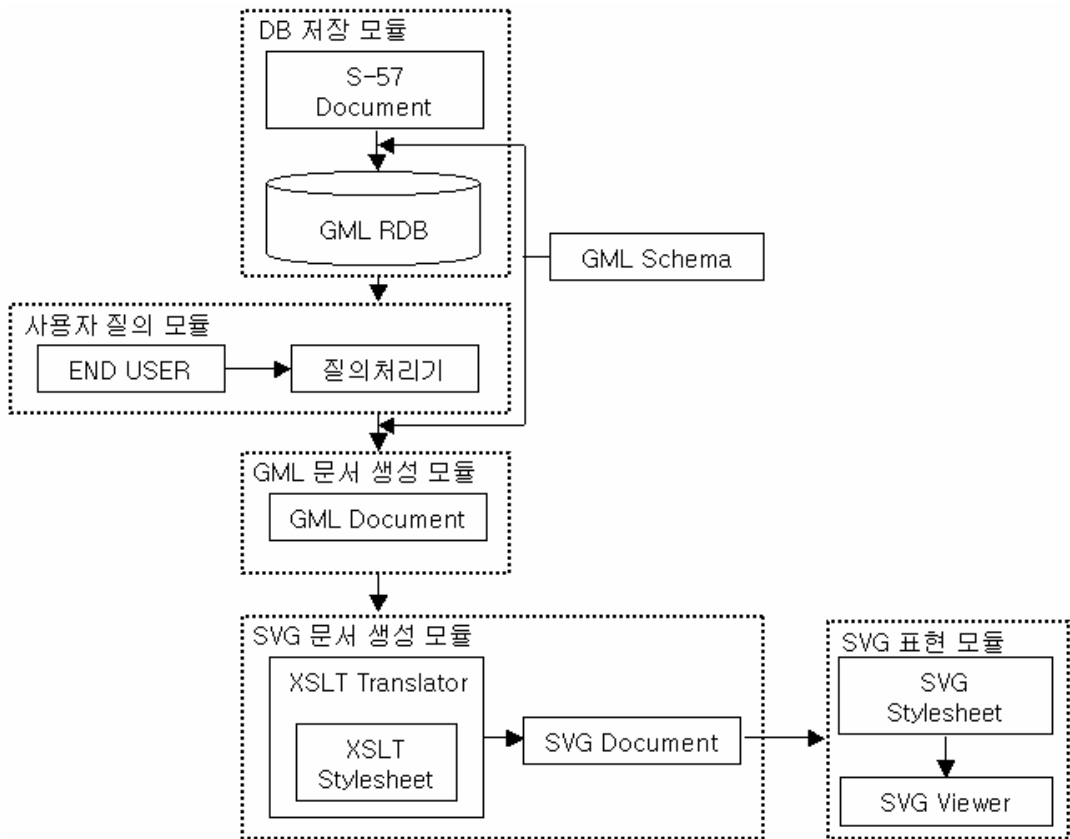 DB 저장 모듈
S-57
Document
GML RDB
GML Schema
사용자 질의 모듈
END USER
질의처리기
GML 문서 생성 모듈
GML Document
SVG 문서 생성 모듈
XSLT Translator
XSLT
Stylesheet
SVG Document
SVG 표현 모듈
SVG
Stylesheet
SVG Viewer